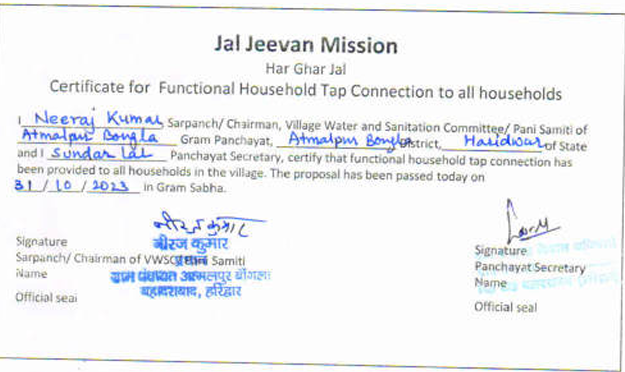 Jal Jeevan Mission
Har Ghar Jal
Certificate for Functional Household Tap Connection to all households
I Neeraj Kumar Sarpanch/ Chairman, Village Water and Sanitation Committee/ Pani Samiti of
Atmalpur Bongla Gram Panchayat, Atmalpur Bongla District, Haridwar of State
and I Sundar Lal Panchayat Secretary, certify that functional household tap connection has
been provided to all households in the village. The proposal has been passed today on
31/10/2023 in Gram Sabha.
नीरज कुमार
Signature
नीरज कुमार
Sarpanch/ Chairman of VWSC/ Pani Samiti
प्रधान
Name
ग्राम पंचायत आत्मलपुर बोंगला
बहादराबाद, हरिद्वार
Official seal
Signature
Panchayat Secretary
Name
Official seal